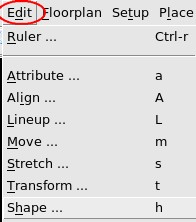 Edit Floorplan Setup Place
Ruler ... Ctrl-r
Attribute ... a
Align ... A
Lineup ... L
Move ... m
Stretch ... s
Transform ... t
Shape ... h